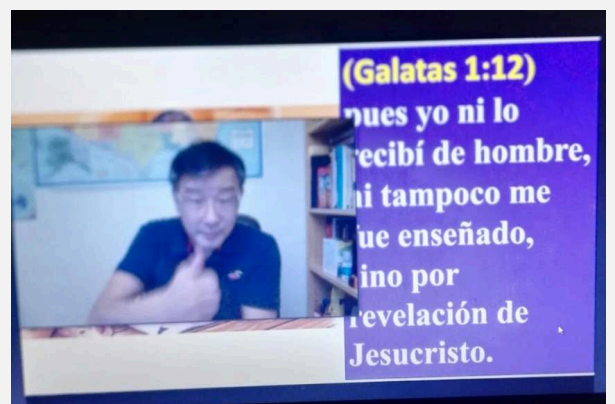 (Galatas 1:12)
pues yo ni lo
recibí de hombre,
ni tampoco me
fue enseñado,
sino por
revelación de
Jesucristo.